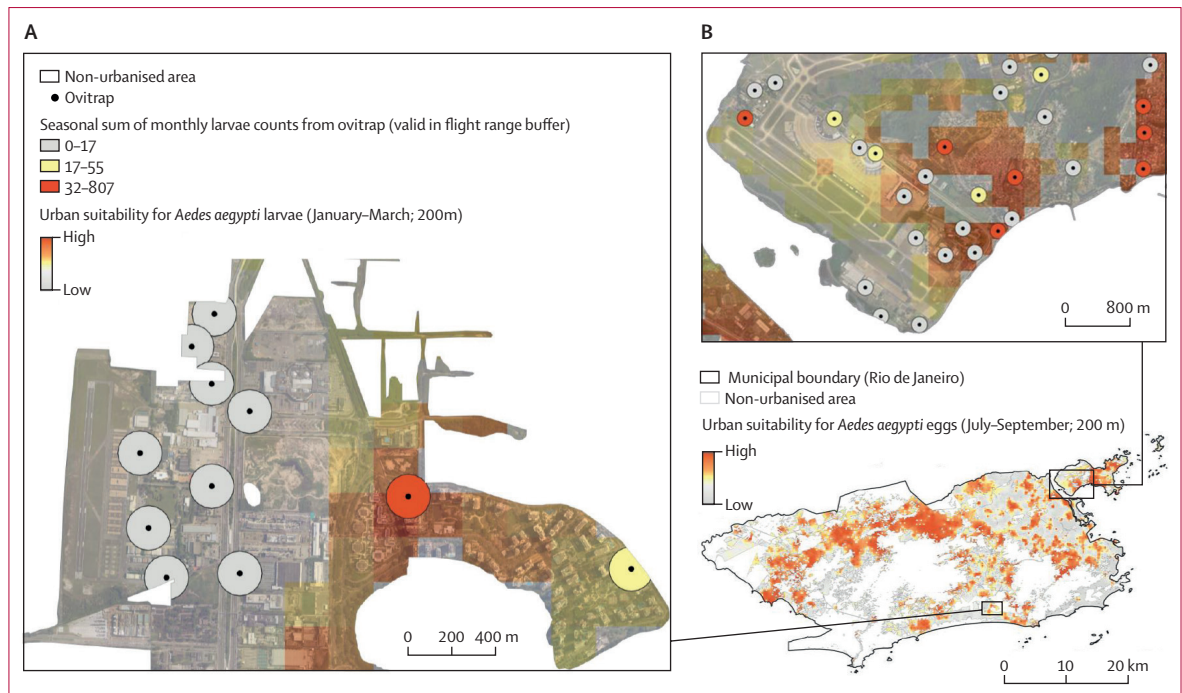 A
Non-urbanised area
Ovitrap
Seasonal sum of monthly larvae counts from ovitrap (valid in flight range buffer)
0–17
17–55
32–807
Urban suitability for Aedes aegypti larvae (January–March; 200m)
High
Low
0 200 400 m
B
0 800 m
Municipal boundary (Rio de Janeiro)
Non-urbanised area
Urban suitability for Aedes aegypti eggs (July–September; 200 m)
High
Low
0 10 20 km